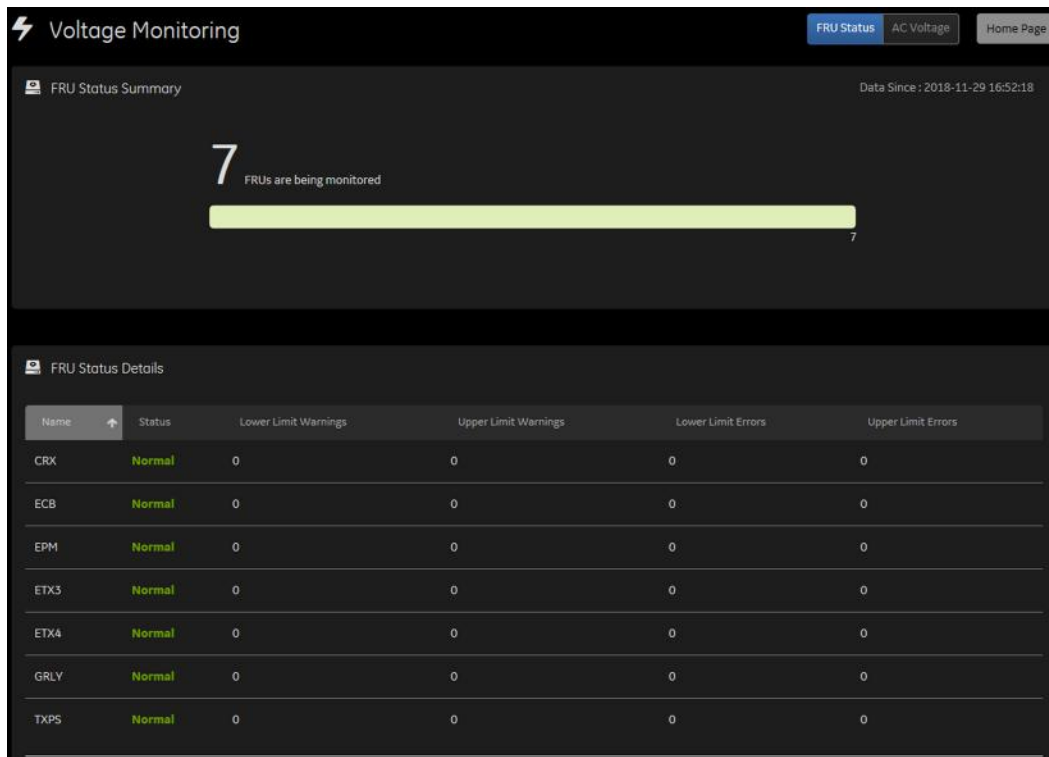 Voltage Monitoring
FRU Status AC Voltage Home Page
FRU Status Summary Data Since : 2018-11-29 16:52:18
7 FRUs are being monitored
7
FRU Status Details
Name Status Lower Limit Warnings Upper Limit Warnings Lower Limit Errors Upper Limit Errors
CRX Normal 0 0 0 0
ECB Normal 0 0 0 0
EPM Normal 0 0 0 0
ETX3 Normal 0 0 0 0
ETX4 Normal 0 0 0 0
GRLY Normal 0 0 0 0
TXPS Normal 0 0 0 0